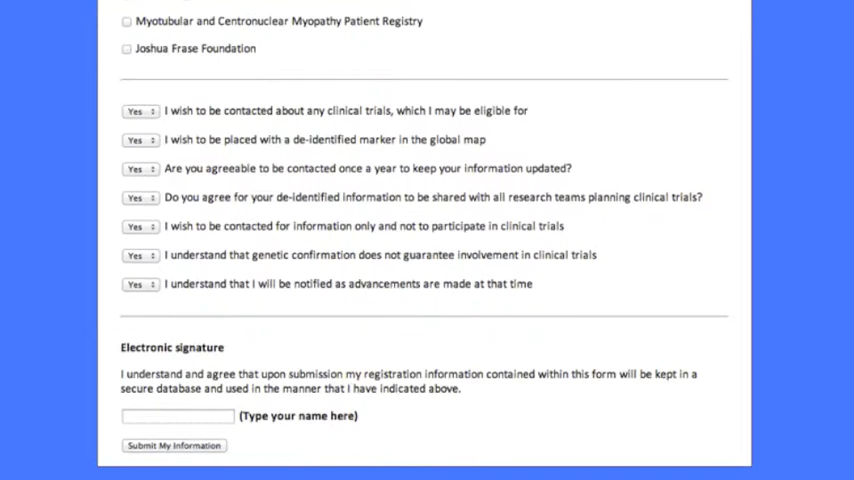 Myotubular and Centronuclear Myopathy Patient Registry
Joshua Frase Foundation
Yes I wish to be contacted about any clinical trials, which I may be eligible for
Yes I wish to be placed with a de-identified marker in the global map
Yes Are you agreeable to be contacted once a year to keep your information updated?
Yes Do you agree for your de-identified information to be shared with all research teams planning clinical trials?
Yes I wish to be contacted for information only and not to participate in clinical trials
Yes I understand that genetic confirmation does not guarantee involvement in clinical trials
Yes I understand that I will be notified as advancements are made at that time
Electronic signature
I understand and agree that upon submission my registration information contained within this form will be kept in a
secure database and used in the manner that I have indicated above.
(Type your name here)
Submit My Information